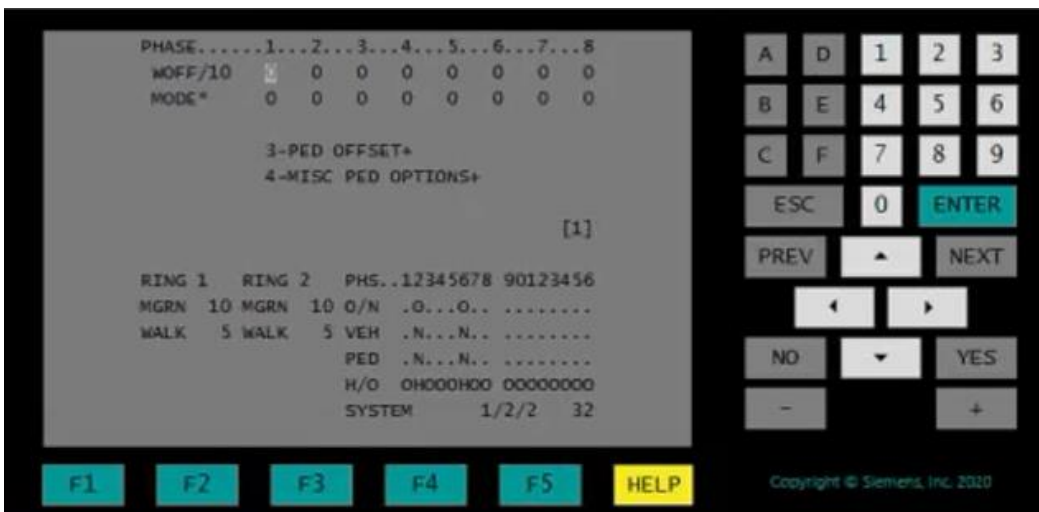 PHASE......1...2...3...4...5...6...7...8
WOFF/10 0 0 0 0 0 0 0 0
MODE* 0 0 0 0 0 0 0 0
3-PED OFFSET+
4-MISC PED OPTIONS+
[1]
RING 1 RING 2 PHS..12345678 90123456
MGRN 10 MGRN 10 O/N .O...O.. ........
WALK 5 WALK 5 VEH .N...N.. ........
PED .N...N.. ........
H/O OHOOOHOO OOOOOOOO
SYSTEM 1/2/2 32
A D 1 2 3
B E 4 5 6
C F 7 8 9
ESC 0 ENTER
PREV NEXT
NO YES
- +
F1 F2 F3 F4 F5 HELP
Copyright © Siemens, Inc. 2020